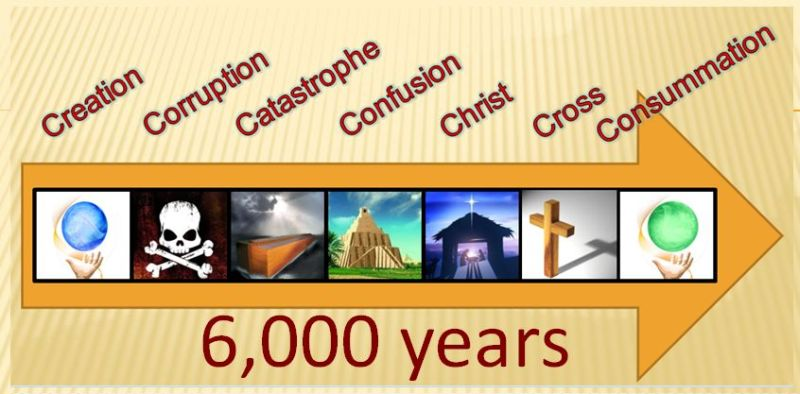 Creation
Corruption
Catastrophe
Confusion
Christ
Cross
Consummation
6,000 years